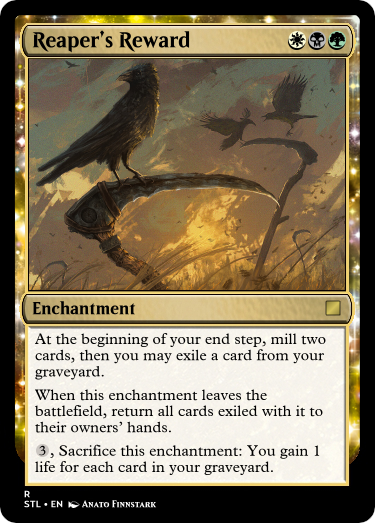 Reaper's Reward
Enchantment
At the beginning of your end step, mill two
cards, then you may exile a card from your
graveyard.
When this enchantment leaves the
battlefield, return all cards exiled with it to
their owners' hands.
3, Sacrifice this enchantment: You gain 1
life for each card in your graveyard.
R
STL • EN Anato Finnstark